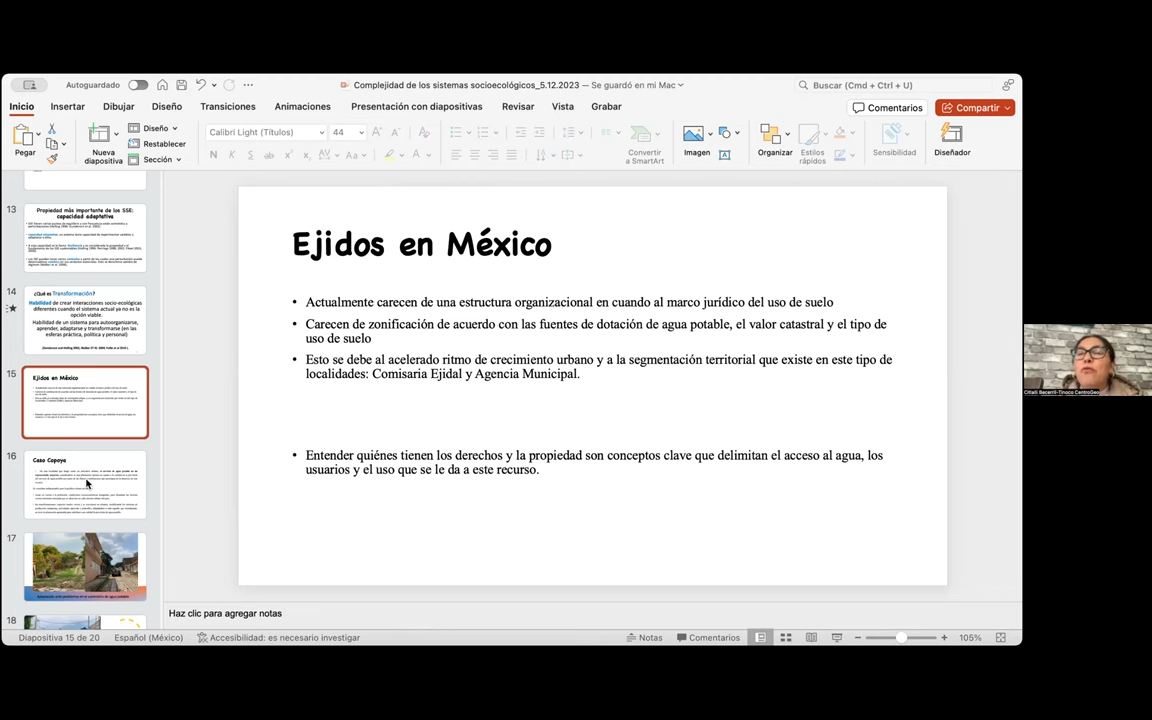 Autoguardado
Complejidad de los sistemas socioecológicos_5.12.2023 — Se guardó en mi Mac
Buscar (Cmd + Ctrl + U)
Inicio Insertar Dibujar Diseño Transiciones Animaciones Presentación con diapositivas Revisar Vista Grabar
Comentarios Compartir
Pegar
Nueva diapositiva
Diseño
Restablecer
Sección
Calibri Light (Títulos) 44
N K S ab
Convertir a SmartArt
Imagen
Organizar
Estilos rápidos
Sensibilidad
Diseñador
13
Propiedad más importante de los SSE:
capacidad adaptativa
14
¿Qué es Transformación?
Habilidad de crear interacciones socio-ecológicas
diferentes cuando el sistema actual ya no es la
opción viable.
Habilidad de un sistema para autoorganizarse,
aprender, adaptarse y transformarse (en las
esferas práctica, política y personal)
15
Ejidos en México
16
Caso Copoya
17
18
Ejidos en México
• Actualmente carecen de una estructura organizacional en cuando al marco jurídico del uso de suelo
• Carecen de zonificación de acuerdo con las fuentes de dotación de agua potable, el valor catastral y el tipo de
uso de suelo
• Esto se debe al acelerado ritmo de crecimiento urbano y a la segmentación territorial que existe en este tipo de
localidades: Comisaria Ejidal y Agencia Municipal.
• Entender quiénes tienen los derechos y la propiedad son conceptos clave que delimitan el acceso al agua, los
usuarios y el uso que se le da a este recurso.
Citlalli Becerril-Tinoco CentroGeo
Haz clic para agregar notas
Diapositiva 15 de 20 Español (México) Accesibilidad: es necesario investigar
Notas Comentarios 105%